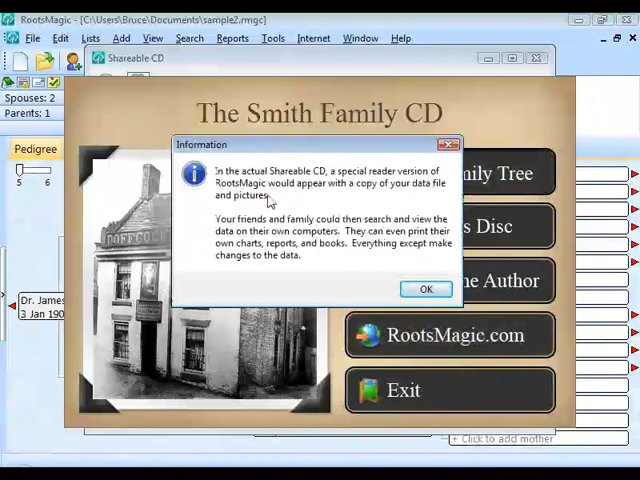 RootsMagic - [C:\Users\Bruce\Documents\sample2.rmgc]
File Edit Lists Add View Search Reports Tools Internet Window Help
Shareable CD
Spouses: 2
Parents: 1
Pedigree
5 6
The Smith Family CD
Information
In the actual Shareable CD, a special reader version of
RootsMagic would appear with a copy of your data file
and pictures.
Your friends and family could then search and view the
data on their own computers. They can even print their
own charts, reports, and books. Everything except make
changes to the data.
OK
Tree
Disc
Author
RootsMagic.com
Exit
Dr. James
3 Jan 190
+ Click to add mother